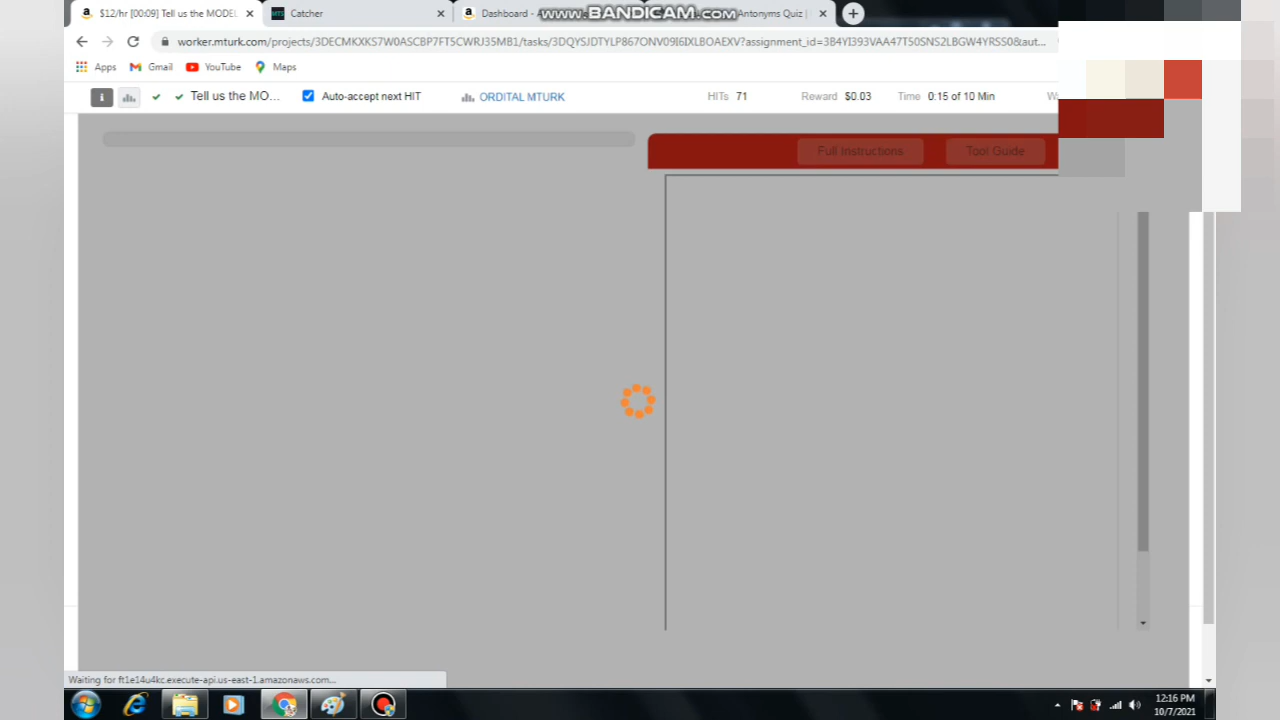 $12/hr [00:09] Tell us the MODEL
Catcher
Dashboard -
www.BANDICAM.com
Antonyms Quiz |
worker.mturk.com/projects/3DECMKXKS7W0ASCBP7FT5CWRJ35MB1/tasks/3DQYSJDTYLP867ONV09I6IXLBOAEXV?assignment_id=3B4YI393VAA47T50SNS2LBGW4YRSS0&aut...
Apps
Gmail
YouTube
Maps
Tell us the MO...
Auto-accept next HIT
ORDITAL MTURK
HITs 71
Reward $0.03
Time 0:15 of 10 Min
Full Instructions
Tool Guide
Waiting for ft1e14u4kc.execute-api.us-east-1.amazonaws.com...
12:16 PM
10/7/2021